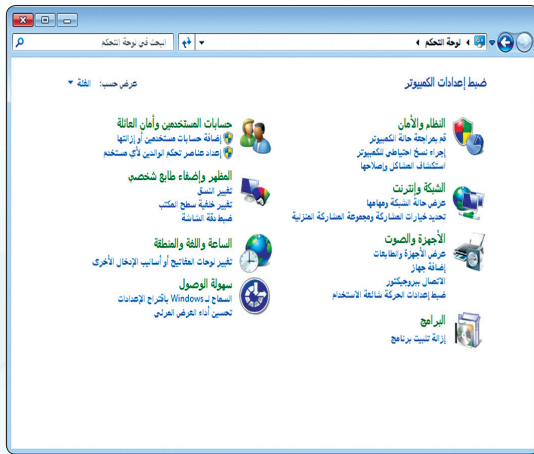 لوحة التحكم
البحث في لوحة التحكم
ضبط إعدادات الكمبيوتر
عرض حسب: الفئة
النظام والأمان
قم بمراجعة حالة الكمبيوتر
إجراء نسخ احتياطي للكمبيوتر
استكشاف المشاكل وإصلاحها
الشبكة وإنترنت
عرض حالة الشبكة ومهامها
تحديد خيارات المشاركة ومجموعة المشاركة المنزلية
الأجهزة والصوت
عرض الأجهزة والطابعات
إضافة جهاز
الاتصال ببروجيكتور
ضبط إعدادات الحركة شائعة الاستخدام
البرامج
إزالة تثبيت برنامج
حسابات المستخدمين وأمان العائلة
إضافة حسابات مستخدمين أو إزالتها
إعداد عناصر تحكم الوالدين لأي مستخدم
المظهر وإضفاء طابع شخصي
تغيير النسق
تغيير خلفية سطح المكتب
ضبط دقة الشاشة
الساعة واللغة والمنطقة
تغيير لوحات المفاتيح أو أساليب الإدخال الأخرى
سهولة الوصول
السماح لـ Windows باقتراح الإعدادات
تحسين أداء العرض المرئي